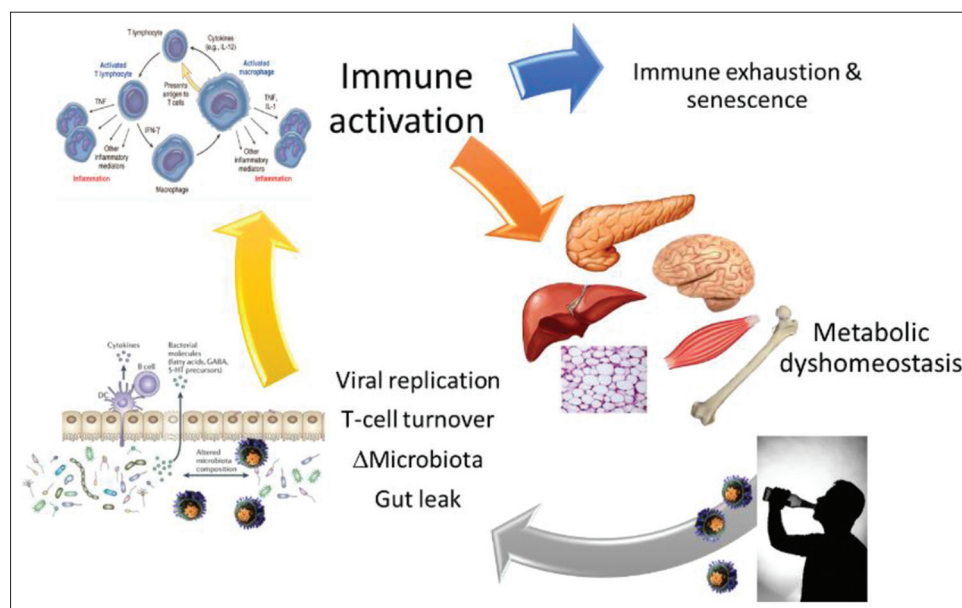 T lymphocyte
Cytokines
(e.g., IL-12)
Activated
T lymphocyte
Activated
macrophage
Presents
antigen to
T cells
TNF
TNF,
IL-1
IFN-γ
Other
inflammatory
mediators
Other
inflammatory
mediators
Inflammation
Macrophage
Inflammation
Immune
activation
Immune exhaustion &
senescence
Metabolic
dyshomeostasis
Cytokines
Bacterial
molecules
(fatty acids, GABA,
5-HT precursors)
B cell
DC
Altered
microbiota
composition
Viral replication
T-cell turnover
ΔMicrobiota
Gut leak